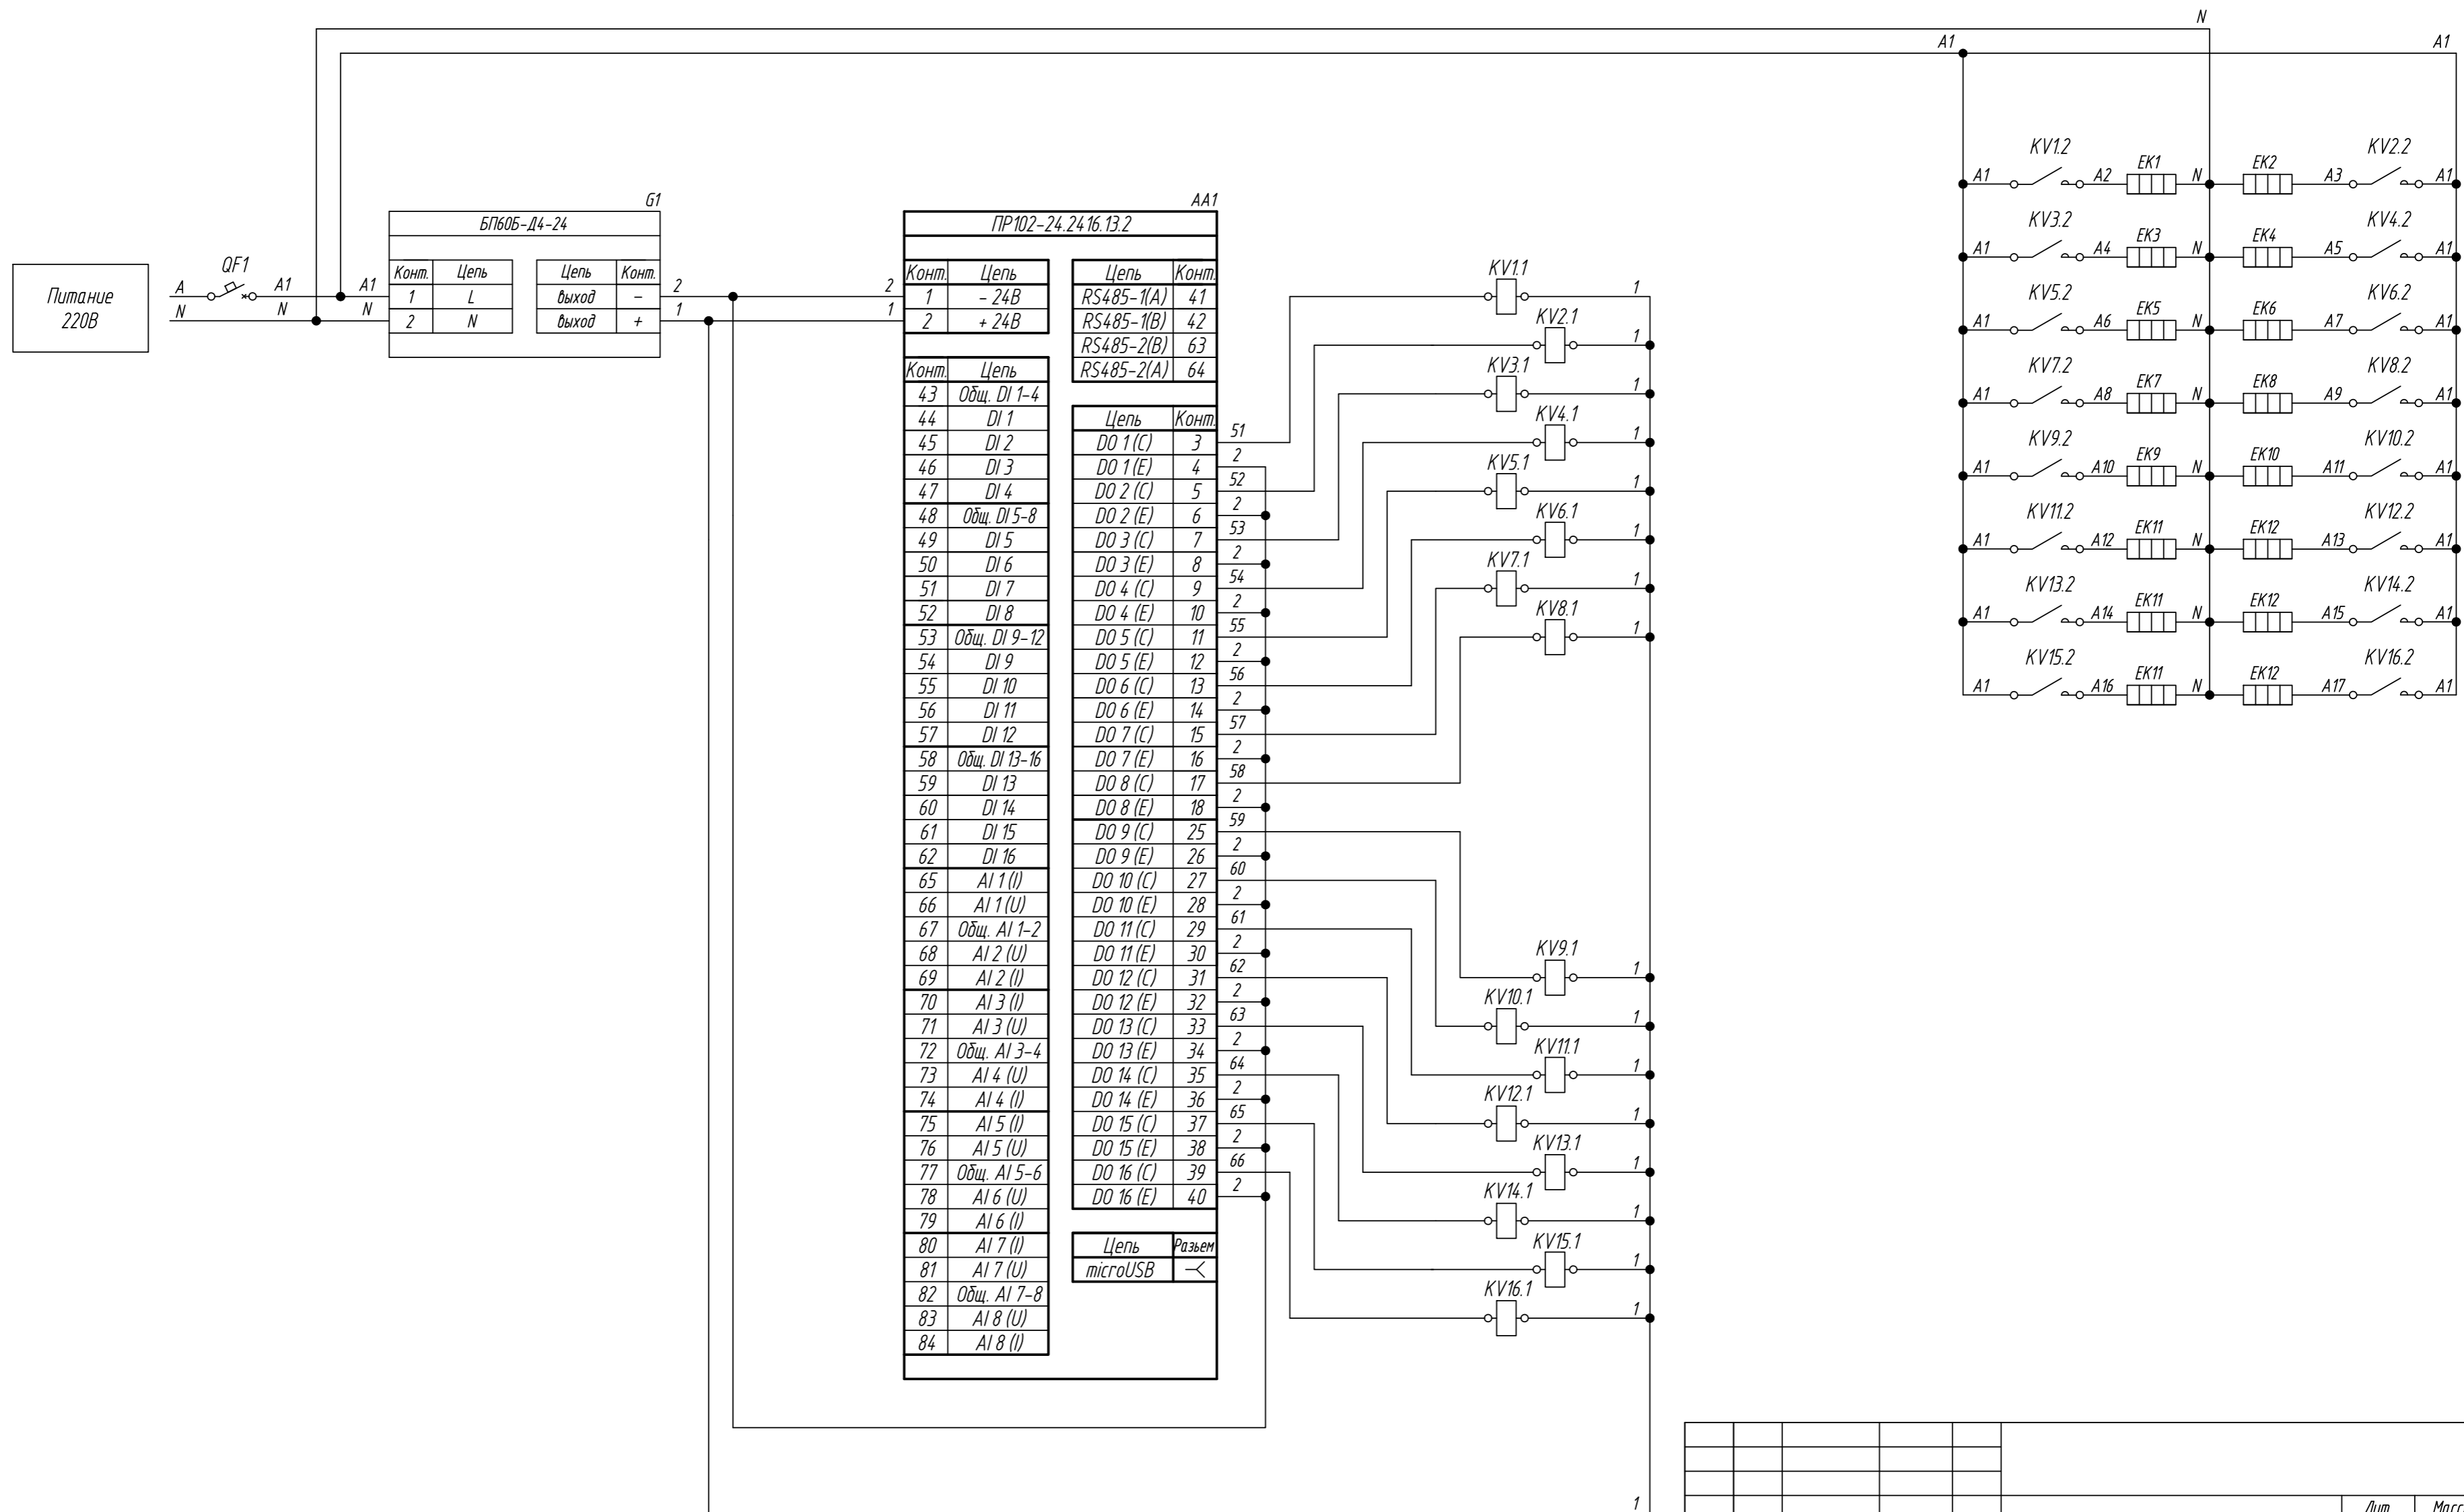 N
A1
A1
Питание
220В
A
N
QF1
A1
N
A1
N
G1
БП60Б-Д4-24
Конт. Цепь Цепь Конт.
1 L выход −
2 N выход +
2
1
2
1
AA1
ПР102-24.2416.13.2
Конт. Цепь
1 − 24В
2 + 24В
Цепь Конт.
RS485-1(A) 41
RS485-1(B) 42
RS485-2(B) 63
RS485-2(A) 64
Конт. Цепь
43 Общ. DI 1-4
44 DI 1
45 DI 2
46 DI 3
47 DI 4
48 Общ. DI 5-8
49 DI 5
50 DI 6
51 DI 7
52 DI 8
53 Общ. DI 9-12
54 DI 9
55 DI 10
56 DI 11
57 DI 12
58 Общ. DI 13-16
59 DI 13
60 DI 14
61 DI 15
62 DI 16
65 AI 1 (I)
66 AI 1 (U)
67 Общ. AI 1-2
68 AI 2 (U)
69 AI 2 (I)
70 AI 3 (I)
71 AI 3 (U)
72 Общ. AI 3-4
73 AI 4 (U)
74 AI 4 (I)
75 AI 5 (I)
76 AI 5 (U)
77 Общ. AI 5-6
78 AI 6 (U)
79 AI 6 (I)
80 AI 7 (I)
81 AI 7 (U)
82 Общ. AI 7-8
83 AI 8 (U)
84 AI 8 (I)
Цепь Конт.
DO 1 (C) 3 51
DO 1 (E) 4 2
DO 2 (C) 5 52
DO 2 (E) 6 2
DO 3 (C) 7 53
DO 3 (E) 8 2
DO 4 (C) 9 54
DO 4 (E) 10 2
DO 5 (C) 11 55
DO 5 (E) 12 2
DO 6 (C) 13 56
DO 6 (E) 14 2
DO 7 (C) 15 57
DO 7 (E) 16 2
DO 8 (C) 17 58
DO 8 (E) 18 2
DO 9 (C) 25 59
DO 9 (E) 26 2
DO 10 (C) 27 60
DO 10 (E) 28 2
DO 11 (C) 29 61
DO 11 (E) 30 2
DO 12 (C) 31 62
DO 12 (E) 32 2
DO 13 (C) 33 63
DO 13 (E) 34 2
DO 14 (C) 35 64
DO 14 (E) 36 2
DO 15 (C) 37 65
DO 15 (E) 38 2
DO 16 (C) 39 66
DO 16 (E) 40 2
Цепь Разъем
microUSB
KV1.1 1
KV2.1 1
KV3.1 1
KV4.1 1
KV5.1 1
KV6.1 1
KV7.1 1
KV8.1 1
KV9.1 1
KV10.1 1
KV11.1 1
KV12.1 1
KV13.1 1
KV14.1 1
KV15.1 1
KV16.1 1
1
KV1.2 KV2.2
A1 A2 EK1 N EK2 A3 A1
KV3.2 KV4.2
A1 A4 EK3 N EK4 A5 A1
KV5.2 KV6.2
A1 A6 EK5 N EK6 A7 A1
KV7.2 KV8.2
A1 A8 EK7 N EK8 A9 A1
KV9.2 KV10.2
A1 A10 EK9 N EK10 A11 A1
KV11.2 KV12.2
A1 A12 EK11 N EK12 A13 A1
KV13.2 KV14.2
A1 A14 EK11 N EK12 A15 A1
KV15.2 KV16.2
A1 A16 EK11 N EK12 A17 A1